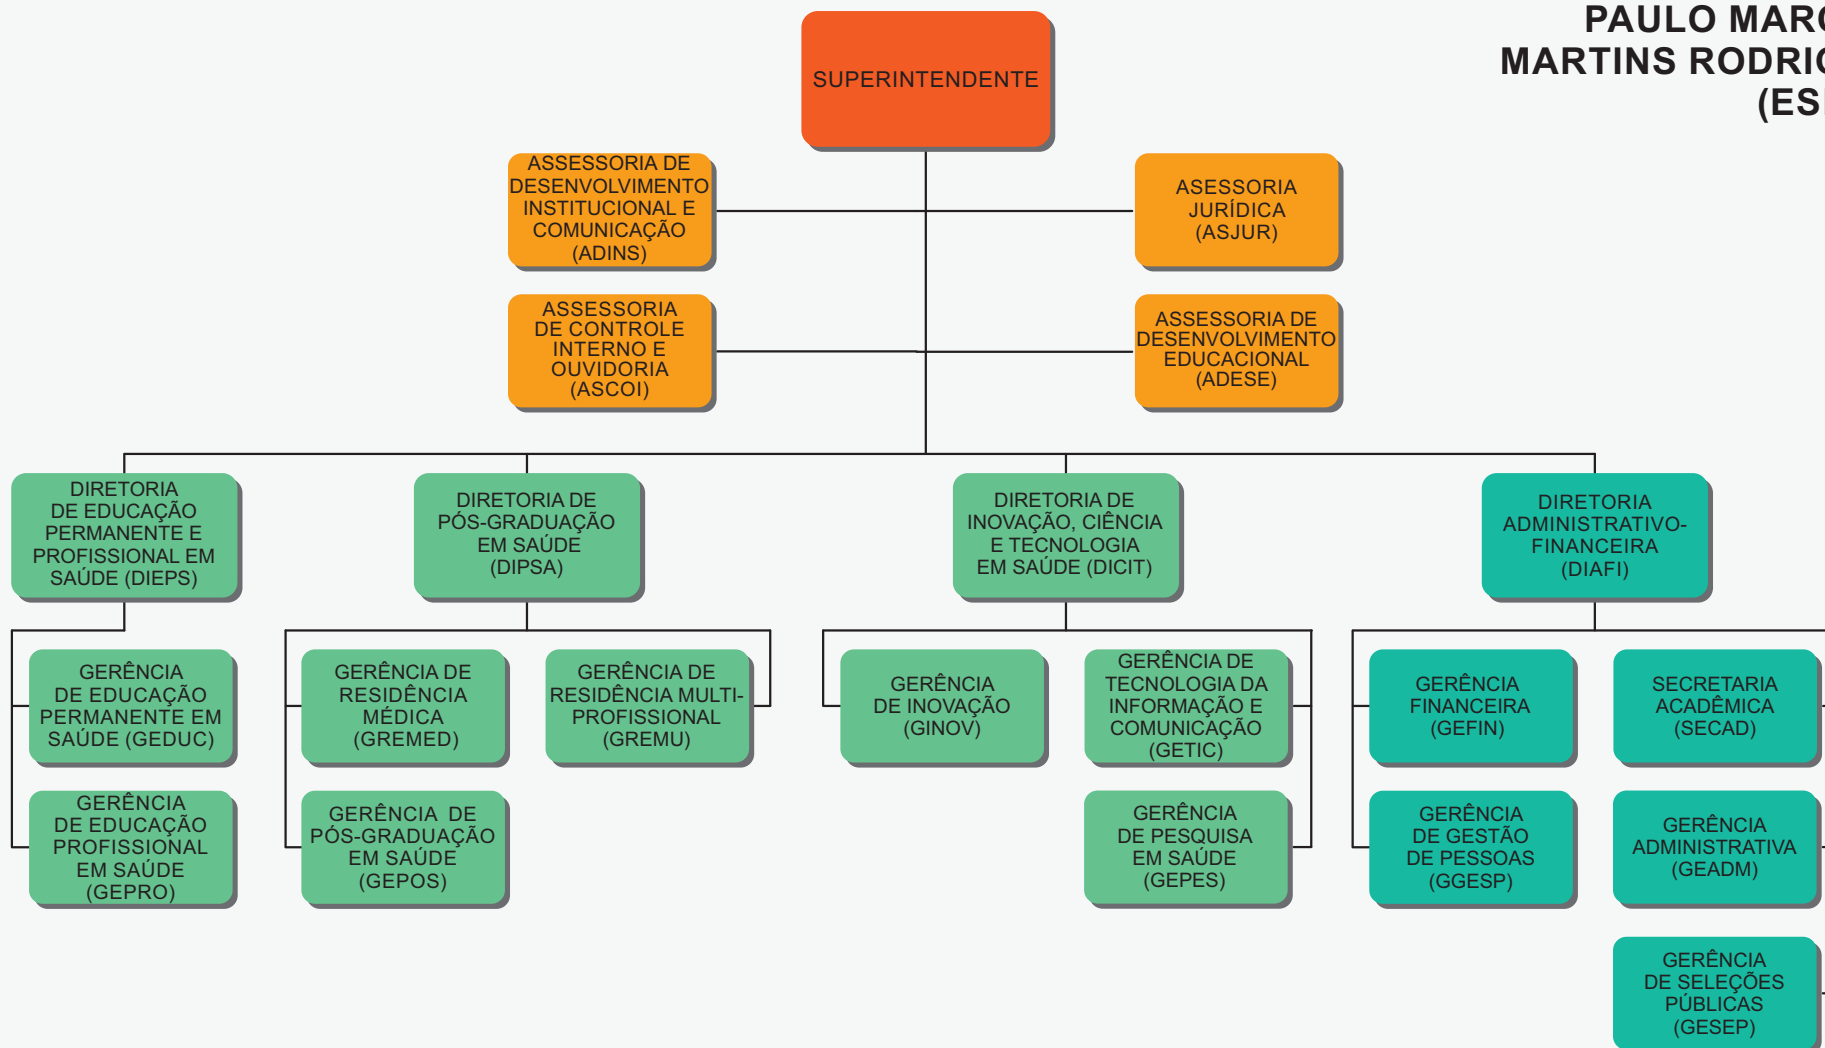 PAULO
MARTINS
SUPERINTENDENTE
ASSESSORIA DE
DESENVOLVIMENTO
INSTITUCIONAL E
COMUNICAÇÃO
(ADINS)
ASESSORIA
JURÍDICA
(ASJUR)
ASSESSORIA
DE CONTROLE
INTERNO E
OUVIDORIA
(ASCOI)
ASSESSORIA DE
DESENVOLVIMENTO
EDUCACIONAL
(ADESE)
DIRETORIA
DE EDUCAÇÃO
PERMANENTE E
PROFISSIONAL EM
SAÚDE (DIEPS)
DIRETORIA DE
PÓS-GRADUAÇÃO
EM SAÚDE
(DIPSA)
DIRETORIA DE
INOVAÇÃO, CIÊNCIA
E TECNOLOGIA
EM SAÚDE (DICIT)
DIRETORIA
ADMINISTRATIVO-
FINANCEIRA
(DIAFI)
GERÊNCIA
DE EDUCAÇÃO
PERMANENTE EM
SAÚDE (GEDUC)
GERÊNCIA DE
RESIDÊNCIA
MÉDICA
(GREMED)
GERÊNCIA DE
RESIDÊNCIA MULTI-
PROFISSIONAL
(GREMU)
GERÊNCIA
DE INOVAÇÃO
(GINOV)
GERÊNCIA DE
TECNOLOGIA DA
INFORMAÇÃO E
COMUNICAÇÃO
(GETIC)
GERÊNCIA
FINANCEIRA
(GEFIN)
SECRETARIA
ACADÊMICA
(SECAD)
GERÊNCIA
DE EDUCAÇÃO
PROFISSIONAL
EM SAÚDE
(GEPRO)
GERÊNCIA DE
PÓS-GRADUAÇÃO
EM SAÚDE
(GEPOS)
GERÊNCIA
DE PESQUISA
EM SAÚDE
(GEPES)
GERÊNCIA
DE GESTÃO
DE PESSOAS
(GGESP)
GERÊNCIA
ADMINISTRATIVA
(GEADM)
GERÊNCIA
DE SELEÇÕES
PÚBLICAS
(GESEP)